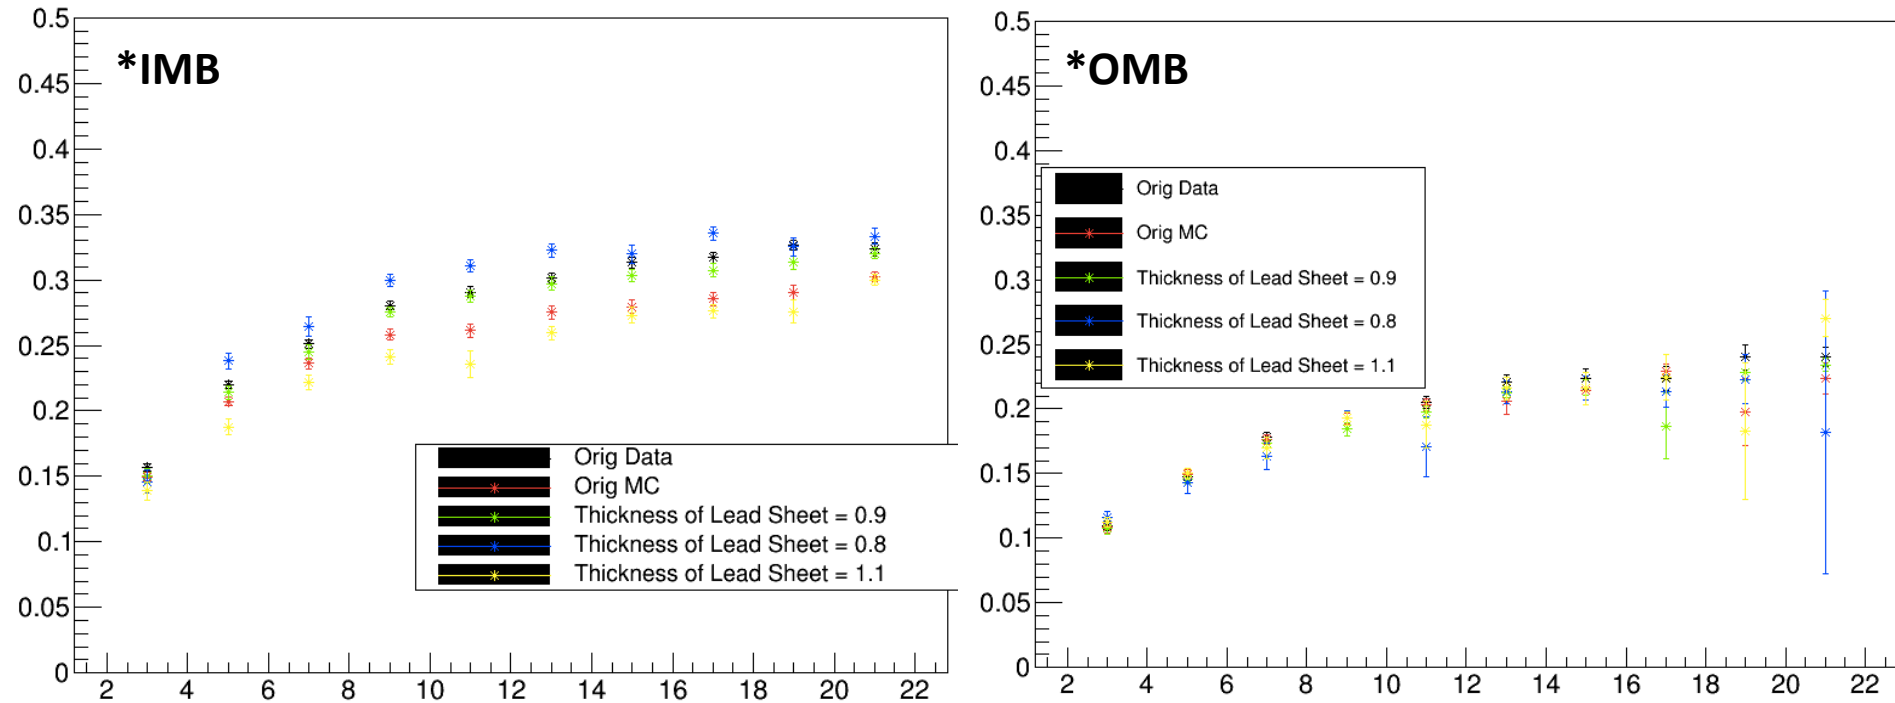 *IMB
0.5
0.45
0.4
0.35
0.3
0.25
0.2
0.15
0.1
0.05
0
2 4 6 8 10 12 14 16 18 20 22
Orig Data
Orig MC
Thickness of Lead Sheet = 0.9
Thickness of Lead Sheet = 0.8
Thickness of Lead Sheet = 1.1
*OMB
0.5
0.45
0.4
0.35
0.3
0.25
0.2
0.15
0.1
0.05
0
2 4 6 8 10 12 14 16 18 20 22
Orig Data
Orig MC
Thickness of Lead Sheet = 0.9
Thickness of Lead Sheet = 0.8
Thickness of Lead Sheet = 1.1